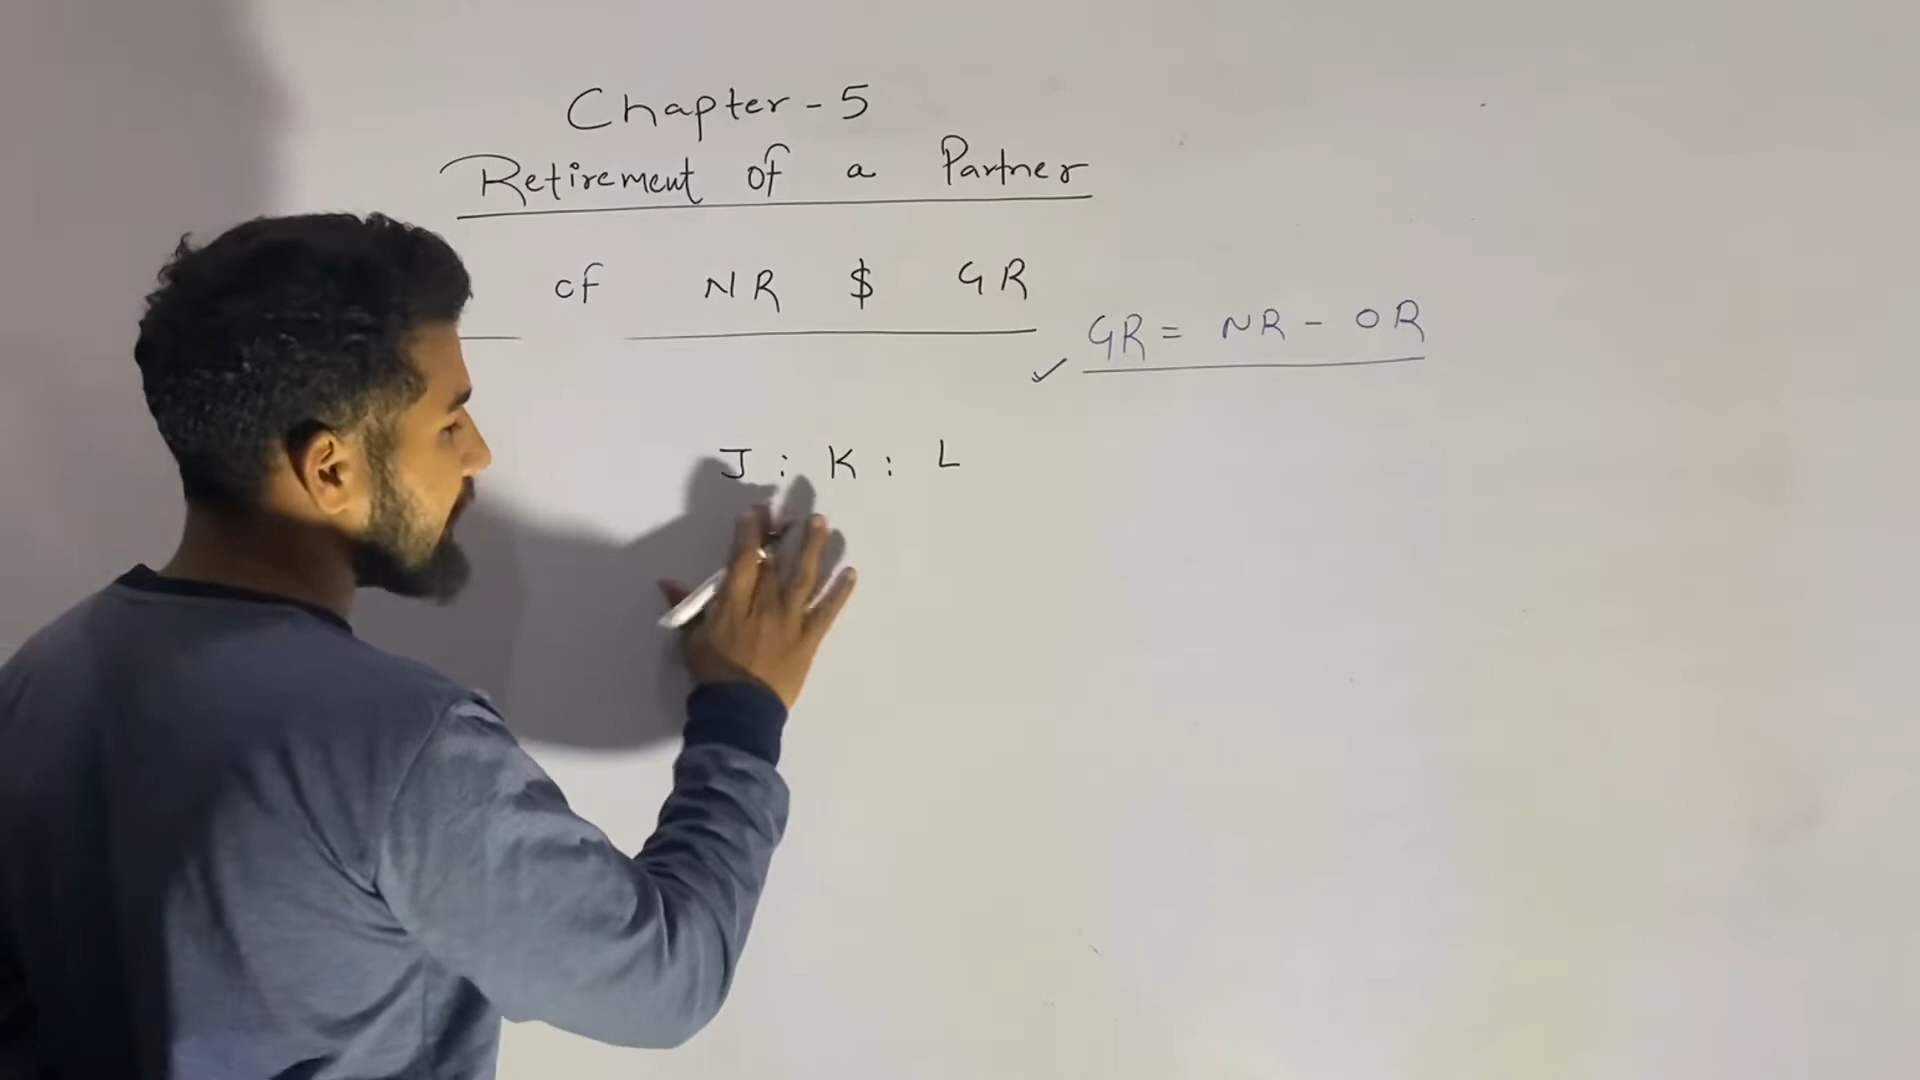 Chapter - 5
Retirement of a Partner
of NR $ GR
GR = NR - OR
J : K : L